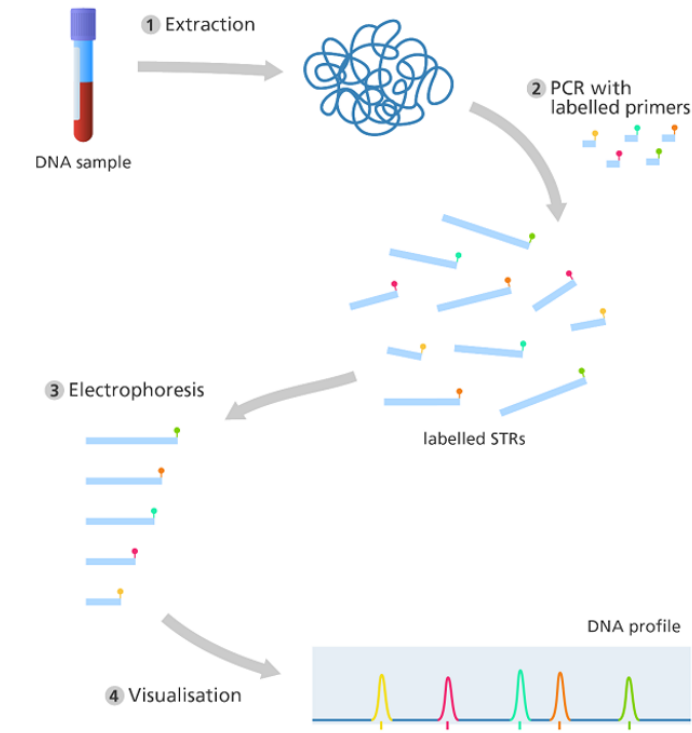 1 Extraction
DNA sample
2 PCR with
labelled primers
labelled STRs
3 Electrophoresis
4 Visualisation
DNA profile